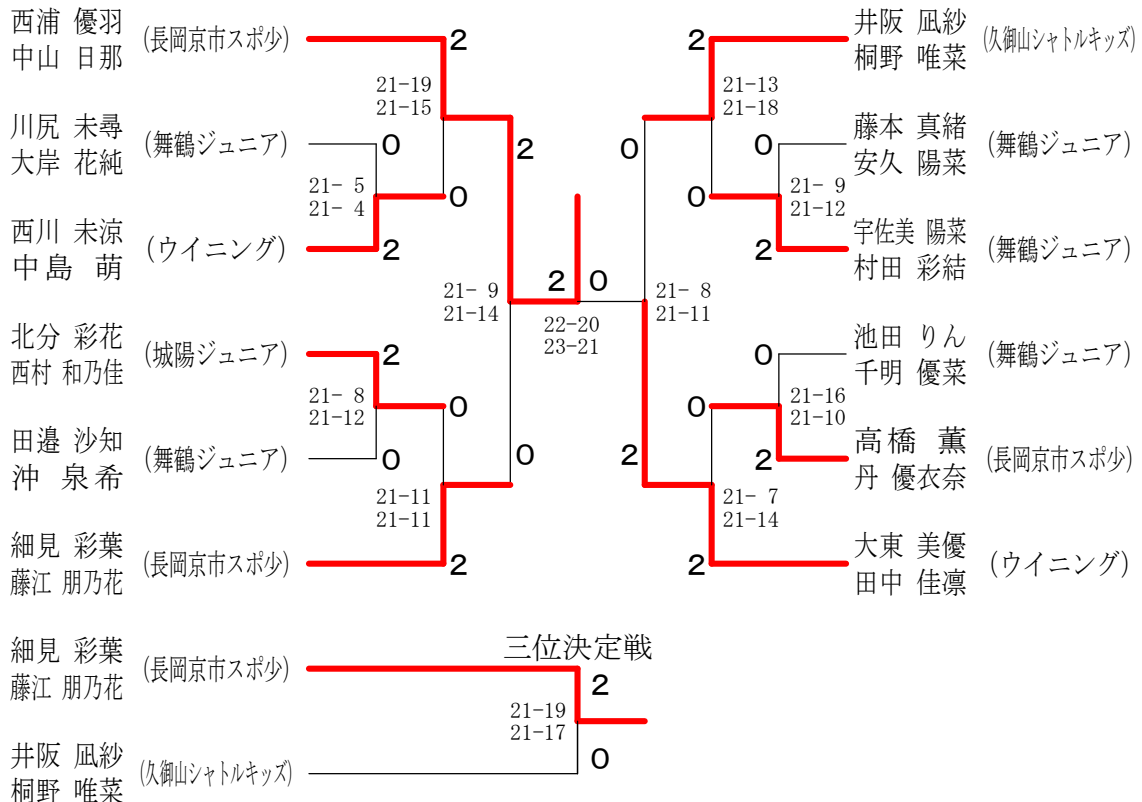 西浦 優羽
中山 日那
(長岡京市スポ少)
2
21-19
21-15
川尻 未尋
大岸 花純
(舞鶴ジュニア)
0
21- 5
21- 4
0
西川 未涼
中島 萌
(ウイニング)
2
2
21- 9
21-14
北分 彩花
西村 和乃佳
(城陽ジュニア)
2
21- 8
21-12
0
田邉 沙知
沖 泉希
(舞鶴ジュニア)
0
0
21-11
21-11
細見 彩葉
藤江 朋乃花
(長岡京市スポ少)
2
2
0
22-20
23-21
井阪 凪紗
桐野 唯菜
(久御山シャトルキッズ)
2
21-13
21-18
0
藤本 真緒
安久 陽菜
(舞鶴ジュニア)
0
21- 9
21-12
0
宇佐美 陽菜
村田 彩結
(舞鶴ジュニア)
2
21- 8
21-11
池田 りん
千明 優菜
(舞鶴ジュニア)
0
21-16
21-10
0
高橋 薫
丹 優衣奈
(長岡京市スポ少)
2
2
21- 7
21-14
大東 美優
田中 佳凛
(ウイニング)
2
三位決定戦
細見 彩葉
藤江 朋乃花
(長岡京市スポ少)
2
21-19
21-17
井阪 凪紗
桐野 唯菜
(久御山シャトルキッズ)
0